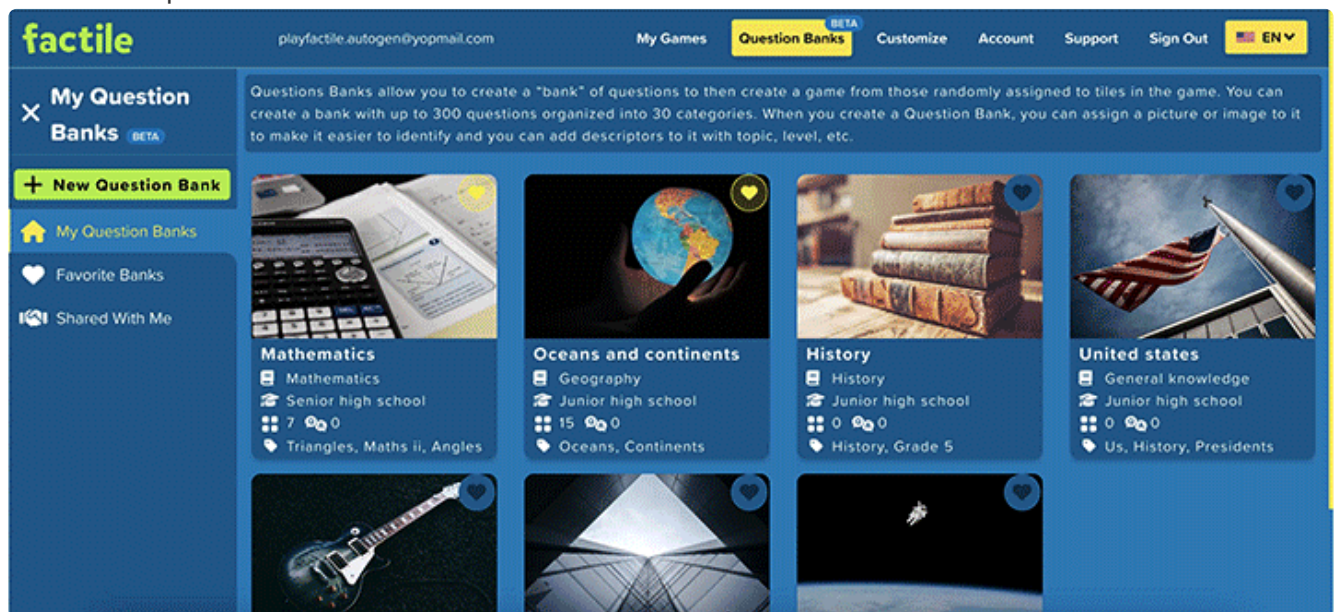 factile
playfactile.autogen@yopmail.com
My Games
Question Banks
BETA
Customize
Account
Support
Sign Out
EN
My Question
Banks BETA
New Question Bank
My Question Banks
Favorite Banks
Shared With Me
Questions Banks allow you to create a "bank" of questions to then create a game from those randomly assigned to tiles in the game. You can
create a bank with up to 300 questions organized into 30 categories. When you create a Question Bank, you can assign a picture or image to it
to make it easier to identify and you can add descriptors to it with topic, level, etc.
Mathematics
Mathematics
Senior high school
7 0
Triangles, Maths ii, Angles
Oceans and continents
Geography
Junior high school
15 0
Oceans, Continents
History
History
Junior high school
0 0
History, Grade 5
United states
General knowledge
Junior high school
0 0
Us, History, Presidents